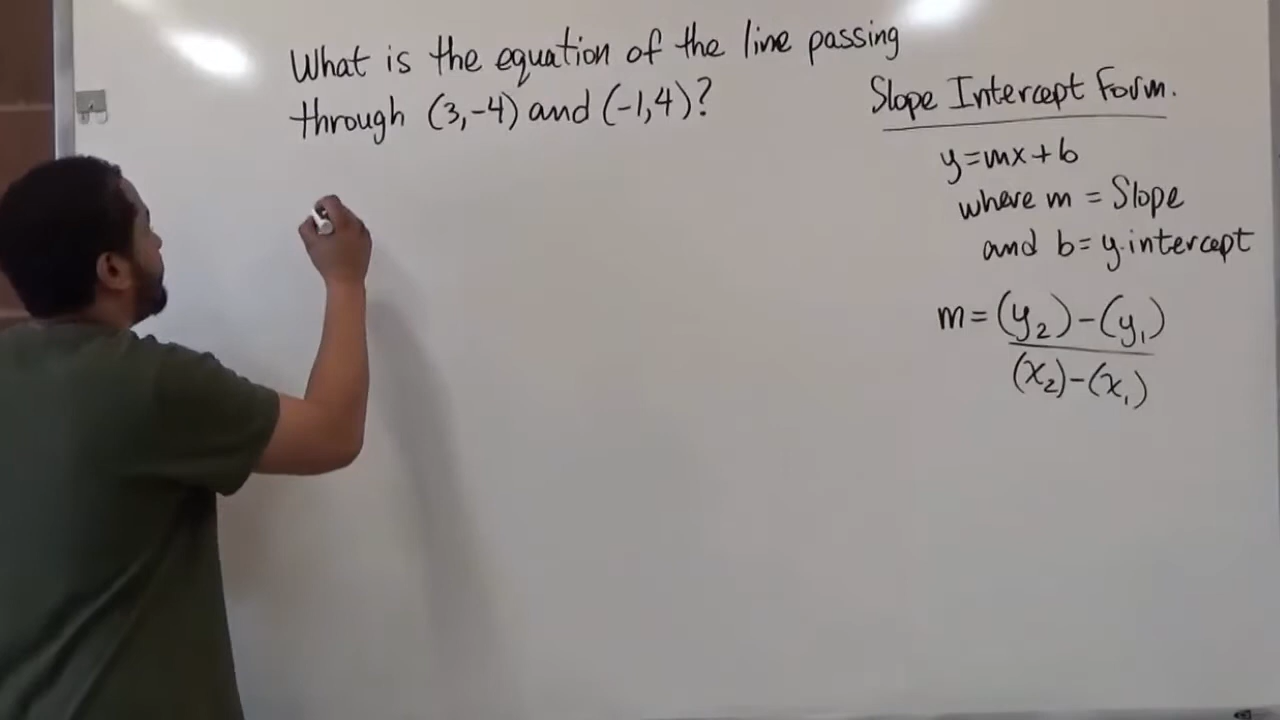 What is the equation of the line passing
through (3,-4) and (-1,4)?
Slope Intercept Form.
y=mx+b
where m = Slope
and b= y-intercept
m= (y₂)-(y₁)
(x₂)-(x₁)